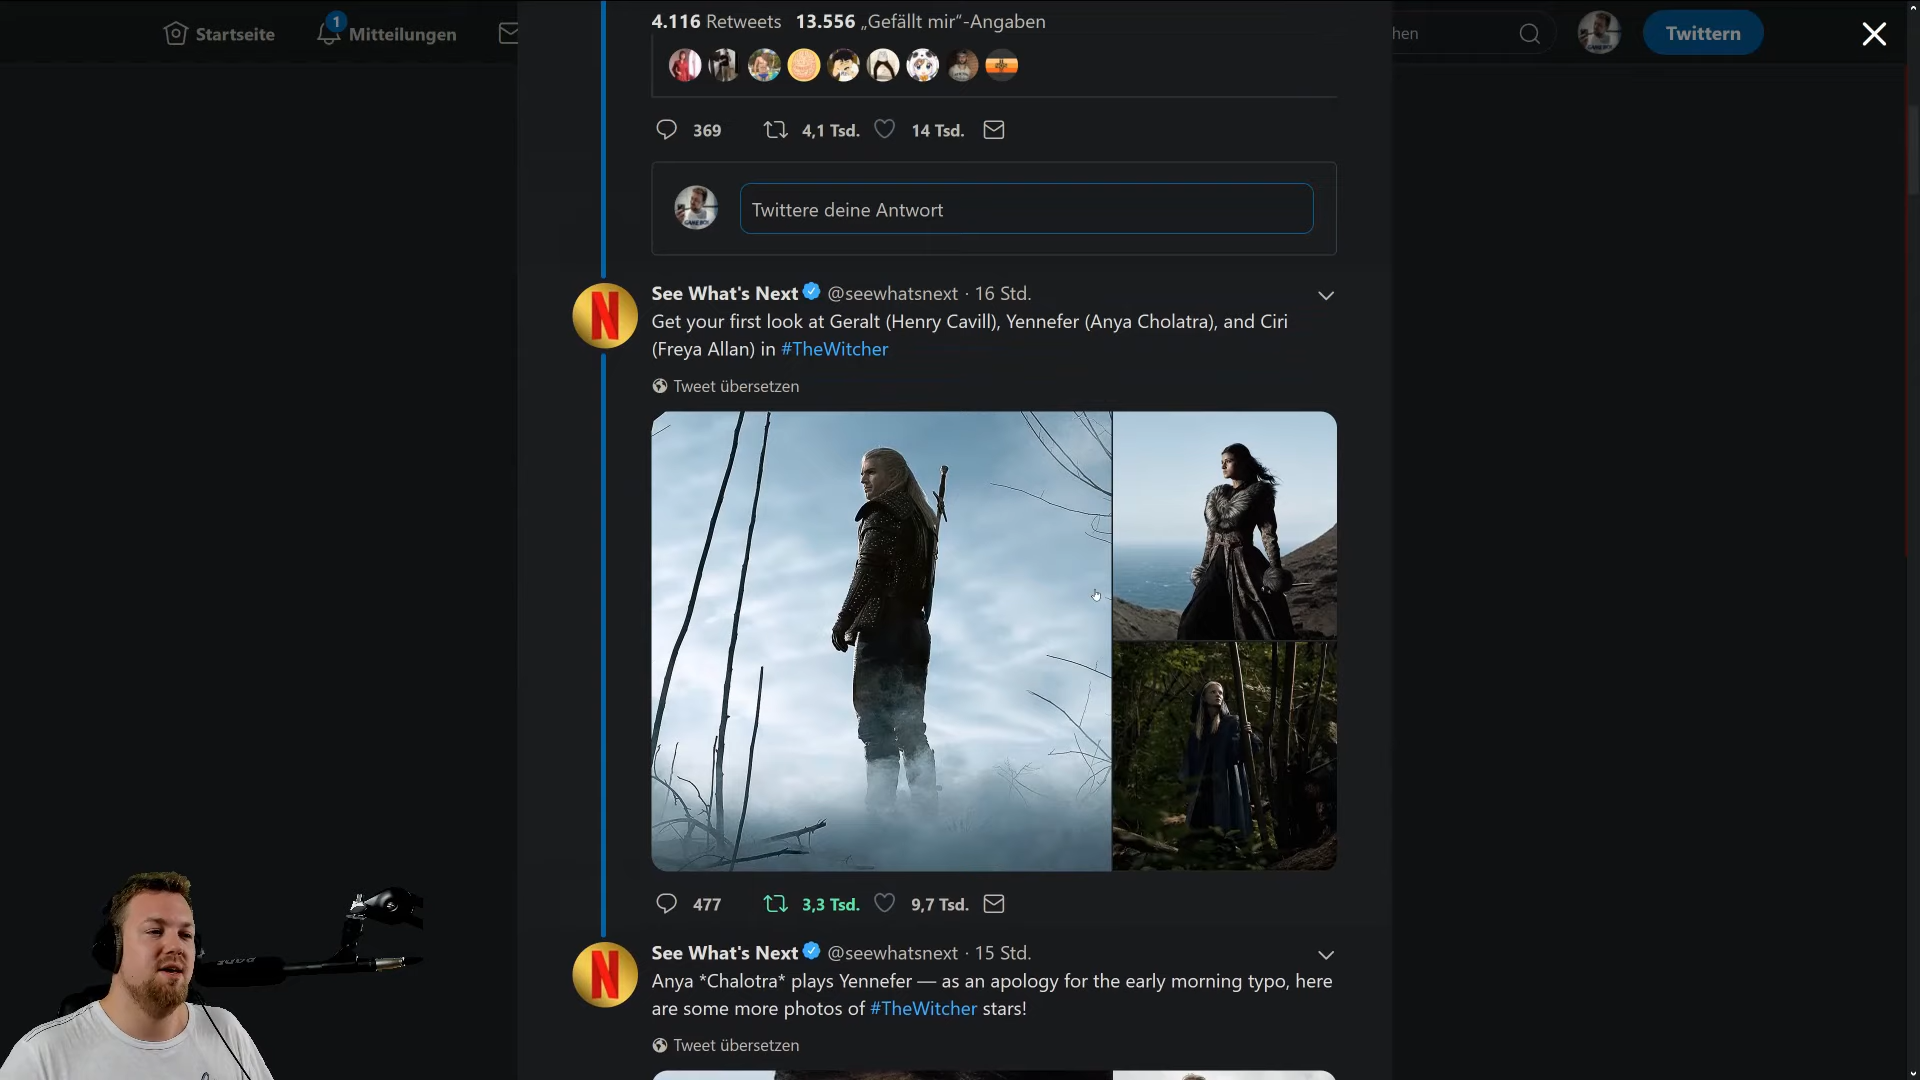 4.116 Retweets 13.556 „Gefällt mir“-Angaben
Startseite
1
Mitteilungen
hen
Twittern
369 4,1 Tsd. 14 Tsd.
Twittere deine Antwort
See What's Next @seewhatsnext · 16 Std.
Get your first look at Geralt (Henry Cavill), Yennefer (Anya Cholatra), and Ciri
(Freya Allan) in #TheWitcher
Tweet übersetzen
477 3,3 Tsd. 9,7 Tsd.
See What's Next @seewhatsnext · 15 Std.
Anya *Chalotra* plays Yennefer — as an apology for the early morning typo, here
are some more photos of #TheWitcher stars!
Tweet übersetzen